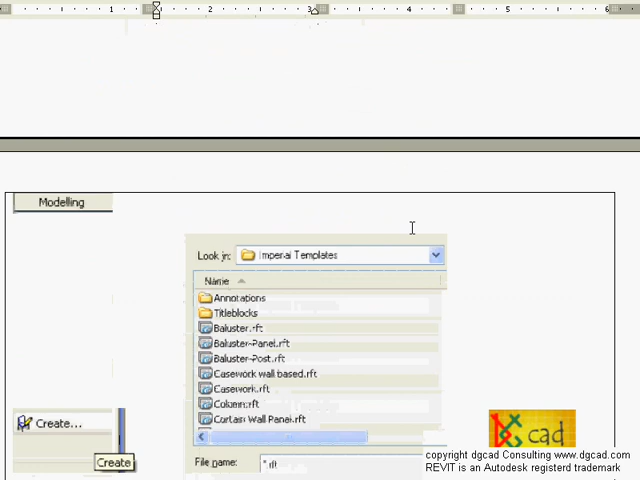 1 2 3 4 5 6
Modelling
Look in: Imperial Templates
Name
Annotations
Titleblocks
Baluster.rft
Baluster-Panel.rft
Baluster-Post.rft
Casework wall based.rft
Casework.rft
Column.rft
Curtain Wall Panel.rft
File name: *.rft
Create...
Create
cad
copyright dgcad Consulting www.dgcad.com
REVIT is an Autodesk registerd trademark